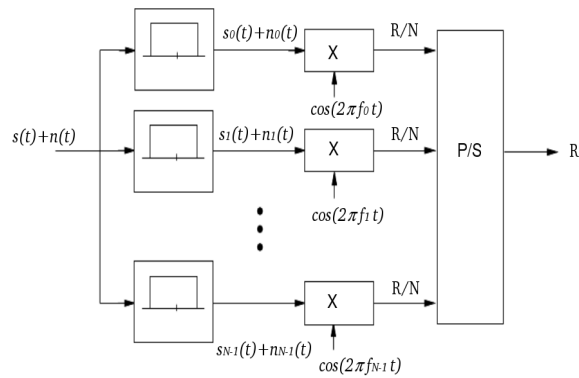 s₀(t)+n₀(t)
R/N
X
cos(2πf₀t)
s(t)+n(t)
s₁(t)+n₁(t)
R/N
X
cos(2πf₁t)
P/S
R
R/N
X
sN-1(t)+nN-1(t)
cos(2πfN-1t)